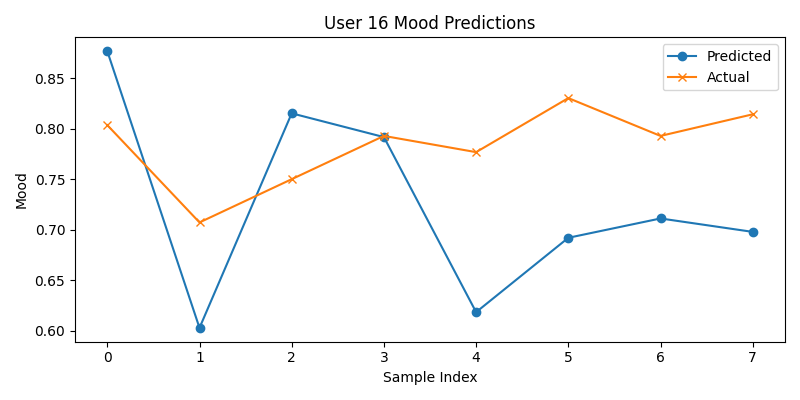 User 16 Mood Predictions
Predicted
Actual
Mood
0.85
0.80
0.75
0.70
0.65
0.60
0 1 2 3 4 5 6 7
Sample Index